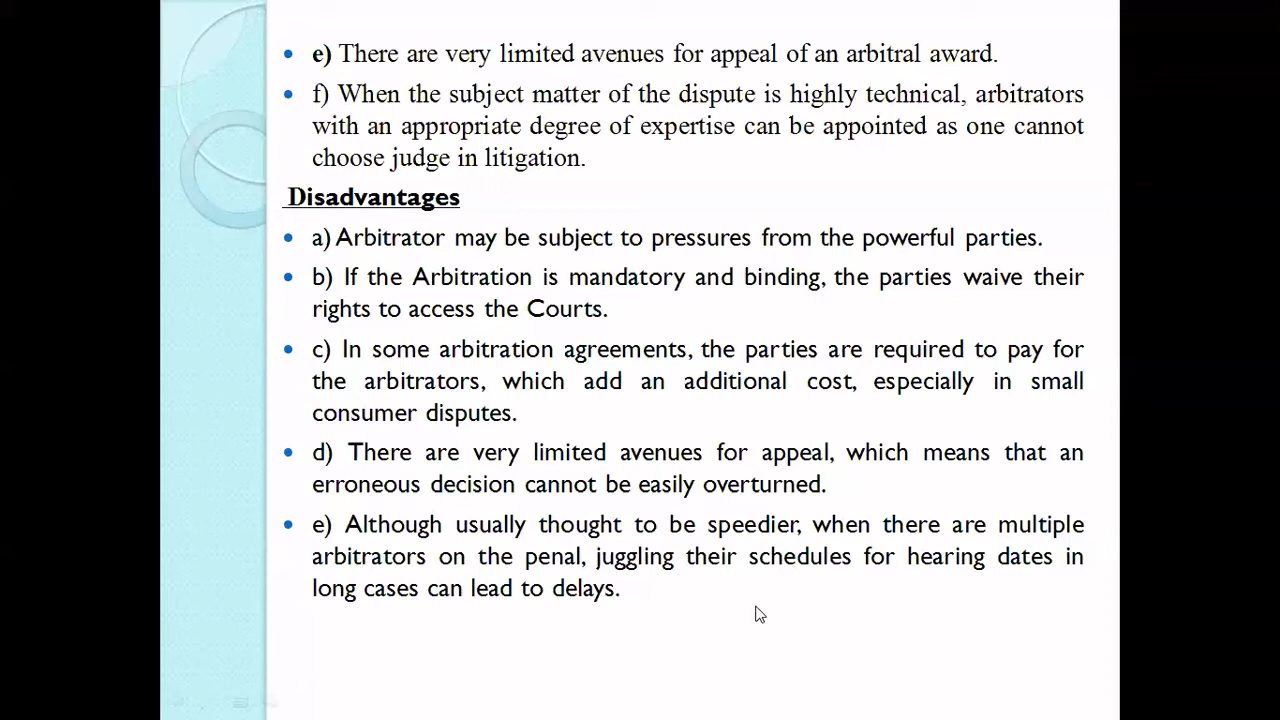 e) There are very limited avenues for appeal of an arbitral award.
f) When the subject matter of the dispute is highly technical, arbitrators
with an appropriate degree of expertise can be appointed as one cannot
choose judge in litigation.
Disadvantages
a) Arbitrator may be subject to pressures from the powerful parties.
b) If the Arbitration is mandatory and binding, the parties waive their
rights to access the Courts.
c) In some arbitration agreements, the parties are required to pay for
the arbitrators, which add an additional cost, especially in small
consumer disputes.
d) There are very limited avenues for appeal, which means that an
erroneous decision cannot be easily overturned.
e) Although usually thought to be speedier, when there are multiple
arbitrators on the penal, juggling their schedules for hearing dates in
long cases can lead to delays.